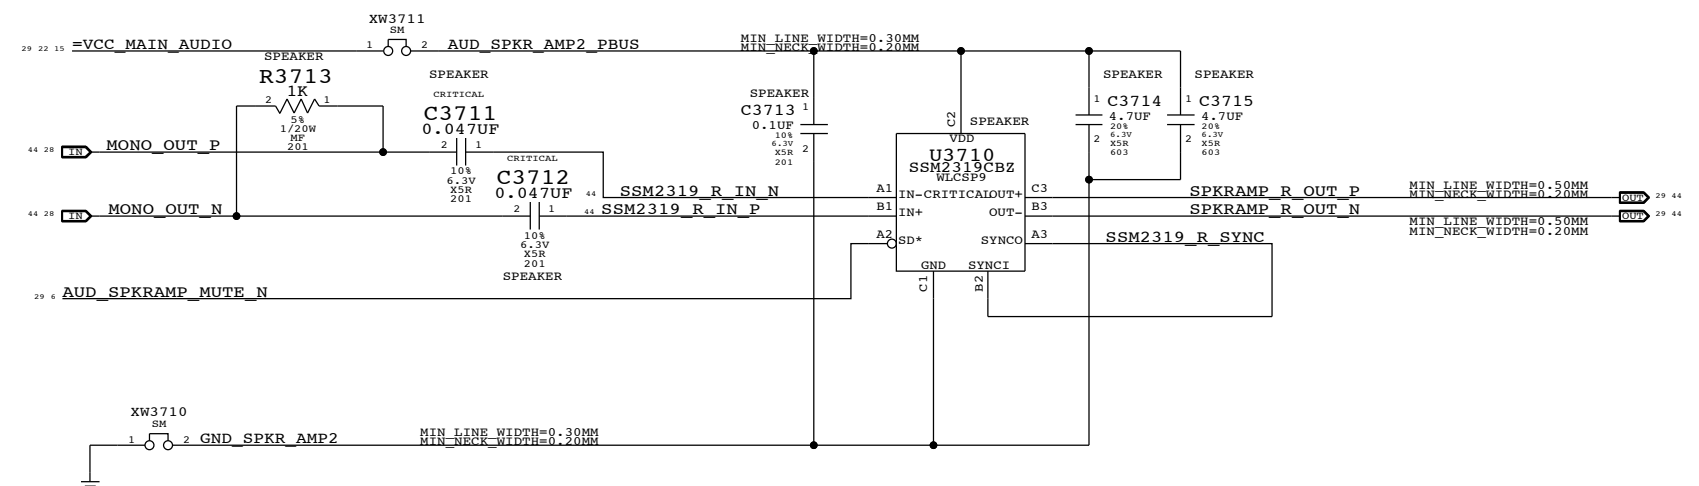 XW3711
SM
29 22 15 =VCC_MAIN_AUDIO 1 2 AUD_SPKR_AMP2_PBUS
MIN_LINE_WIDTH=0.30MM
MIN_NECK_WIDTH=0.20MM
SPEAKER
R3713
1K
2 1
5%
1/20W
MF
201
SPEAKER
CRITICAL
C3711
0.047UF
2 1
10%
6.3V
X5R
201
44 28 IN MONO_OUT_P
CRITICAL
C3712
0.047UF
2 1
10%
6.3V
X5R
201
SPEAKER
44 28 IN MONO_OUT_N
44 SSM2319_R_IN_N
44 SSM2319_R_IN_P
SPEAKER
C3713 1
0.1UF
10%
6.3V 2
X5R
201
C2
SPEAKER
VDD
U3710
SSM2319CBZ
WLCSP9
A1 IN- CRITICAL OUT+ C3
B1 IN+ OUT- B3
A2 SD* SYNCO A3
GND SYNCI
C1 B2
SPEAKER
1 C3714
4.7UF
20%
2 6.3V
X5R
603
SPEAKER
1 C3715
4.7UF
20%
2 6.3V
X5R
603
SPKRAMP_R_OUT_P
MIN_LINE_WIDTH=0.50MM
MIN_NECK_WIDTH=0.20MM
OUT 29 44
SPKRAMP_R_OUT_N
OUT 29 44
MIN_LINE_WIDTH=0.50MM
MIN_NECK_WIDTH=0.20MM
SSM2319_R_SYNC
29 6 AUD_SPKRAMP_MUTE_N
XW3710
SM
1 2 GND_SPKR_AMP2
MIN_LINE_WIDTH=0.30MM
MIN_NECK_WIDTH=0.20MM